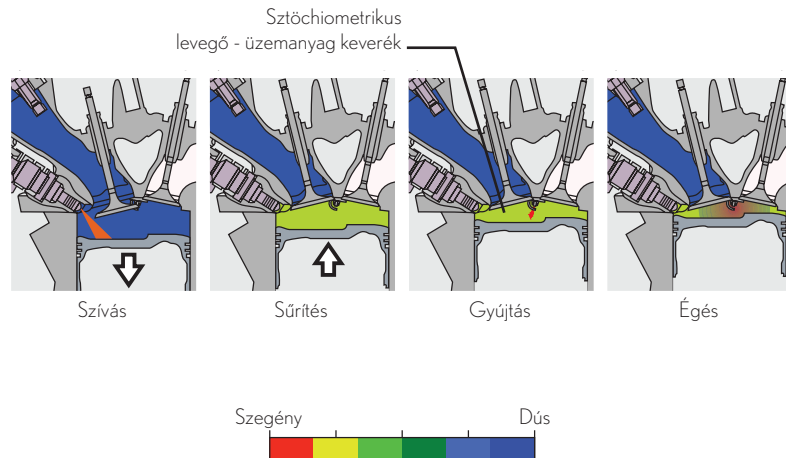 Sztöchiometrikus
levegő - üzemanyag keverék
Szívás
Sűrítés
Gyújtás
Égés
Szegény
Dús